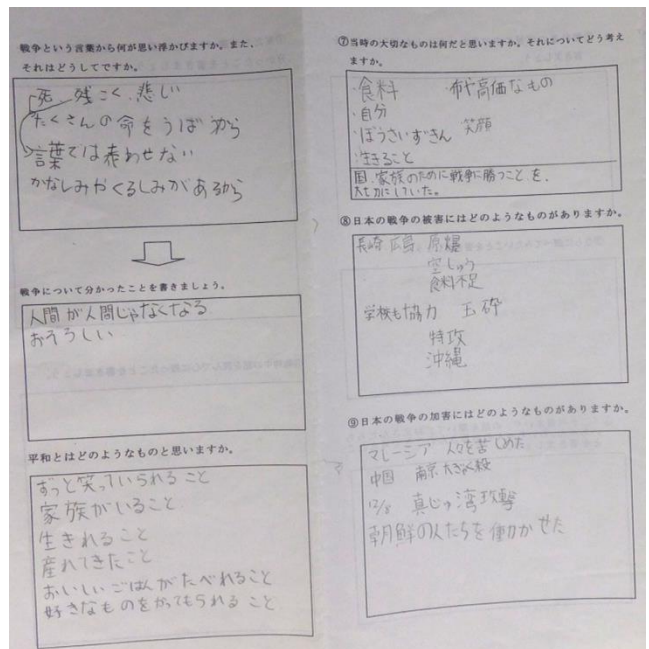 戦争という言葉から何が思い浮かびますか。また、
それはどうしてですか。
死 残こく 悲しい
たくさんの命をうばうから
言葉では表わせない
かなしみやくるしみがあるから
戦争について分かったことを書きましょう。
人間が人間じゃなくなる
おそろしい
平和とはどのようなものと思いますか。
ずっと笑っていられること
家族がいること
生きれること
産れてきたこと
おいしいごはんがたべれること
好きなものをかってもられること
⑦当時の大切なものは何だと思いますか。それについてどう考え
ますか。
・食料 ・布や高価なもの
・自分
・ぼうさいずきん 笑顔
・生きること
国、家族のために戦争に勝つこと を、
大切にしていた。
⑧日本の戦争の被害にはどのようなものがありますか。
長崎 広島 原爆
空しゅう
食料不足
学校も協力 玉砕
特攻
沖縄
⑨日本の戦争の加害にはどのようなものがありますか。
マレーシア 人々を苦しめた
中国 南京大ぎゃく殺
12/8 真じゅ湾攻撃
朝鮮の人たちを働かせた